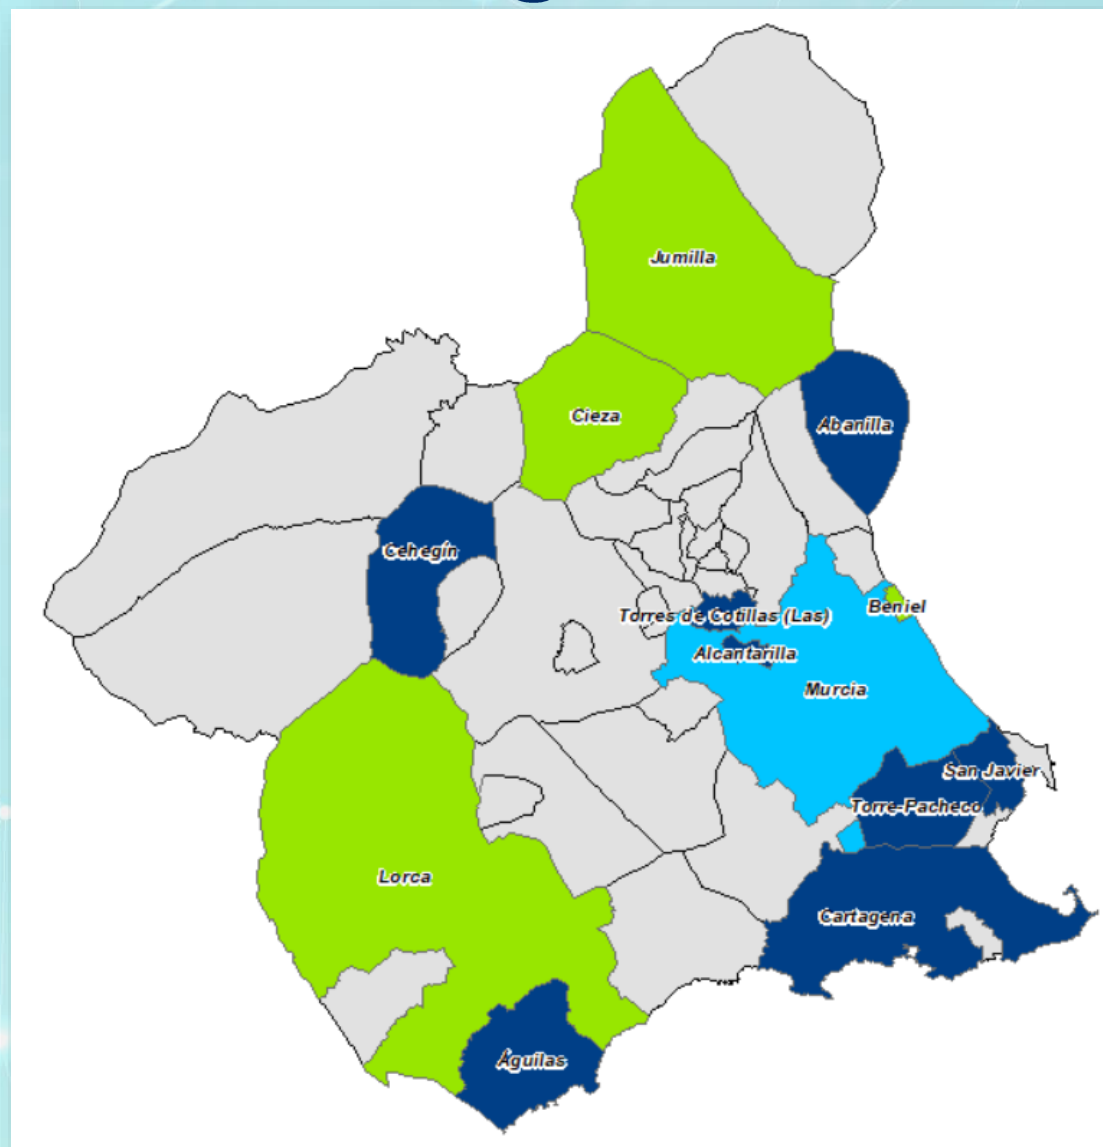 Jumilla
Cieza
Abanilla
Cehegín
Beniel
Torres de Cotillas (Las)
Alcantarilla
Murcia
San Javier
Torre-Pacheco
Lorca
Cartagena
Águilas